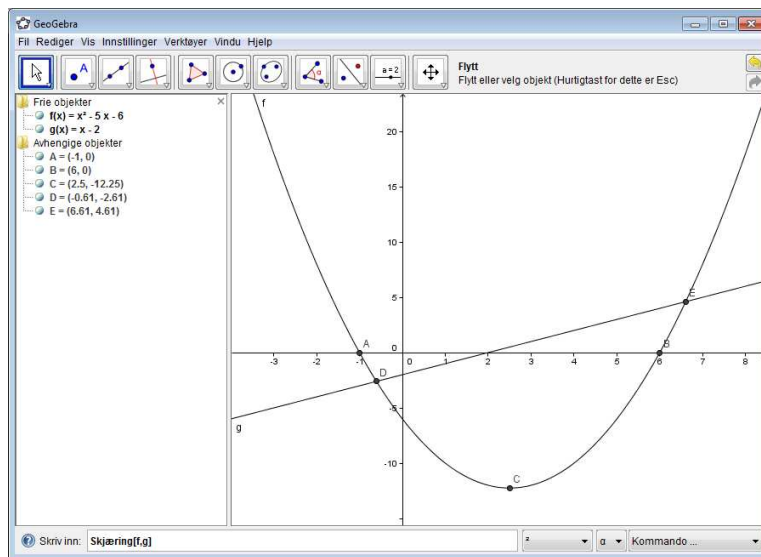 GeoGebra
Fil Rediger Vis Innstillinger Verktøyer Vindu Hjelp
A
α
a = 2
Flytt
Flytt eller velg objekt (Hurtigtast for dette er Esc)
Frie objekter
f(x) = x² - 5 x - 6
g(x) = x - 2
Avhengige objekter
A = (-1, 0)
B = (6, 0)
C = (2.5, -12.25)
D = (-0.61, -2.61)
E = (6.61, 4.61)
f
20
15
10
5
E
A
0
B
-3 -2 -1 0 1 2 3 4 5 6 7 8
D
-5
g
-10
C
Skriv inn: Skjæring[f,g]
² α Kommando ...